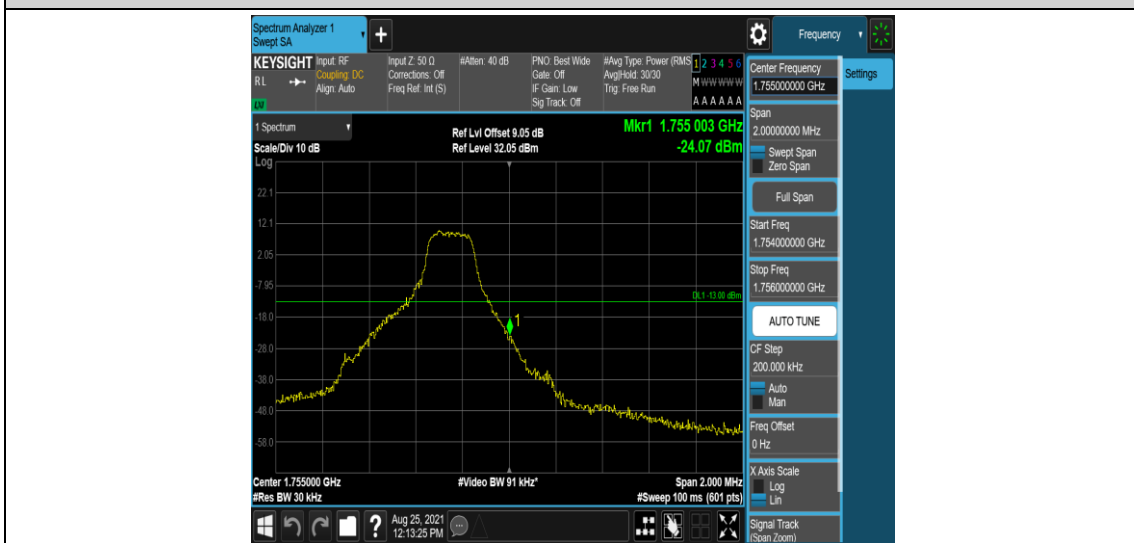 Spectrum Analyzer 1
Swept SA
+
Frequency
KEYSIGHT
RL
LXI
Input: RF
Coupling: DC
Align: Auto
Input Z: 50 Ω
Corrections: Off
Freq Ref: Int (S)
#Atten: 40 dB
PNO: Best Wide
Gate: Off
IF Gain: Low
Sig Track: Off
#Avg Type: Power (RMS
Avg|Hold: 30/30
Trig: Free Run
1 2 3 4 5 6
M W W W W W
A A A A A A
1 Spectrum
Scale/Div 10 dB
Log
Ref Lvl Offset 9.05 dB
Ref Level 32.05 dBm
Mkr1 1.755 003 GHz
-24.07 dBm
22.1
12.1
2.05
-7.95
-18.0
-28.0
-38.0
-48.0
-58.0
DL1 -13.00 dBm
1
Center 1.755000 GHz
#Res BW 30 kHz
#Video BW 91 kHz*
Span 2.000 MHz
#Sweep 100 ms (601 pts)
?
Aug 25, 2021
12:13:25 PM
Center Frequency
1.755000000 GHz
Settings
Span
2.00000000 MHz
Swept Span
Zero Span
Full Span
Start Freq
1.754000000 GHz
Stop Freq
1.756000000 GHz
AUTO TUNE
CF Step
200.000 kHz
Auto
Man
Freq Offset
0 Hz
X Axis Scale
Log
Lin
Signal Track
(Span Zoom)